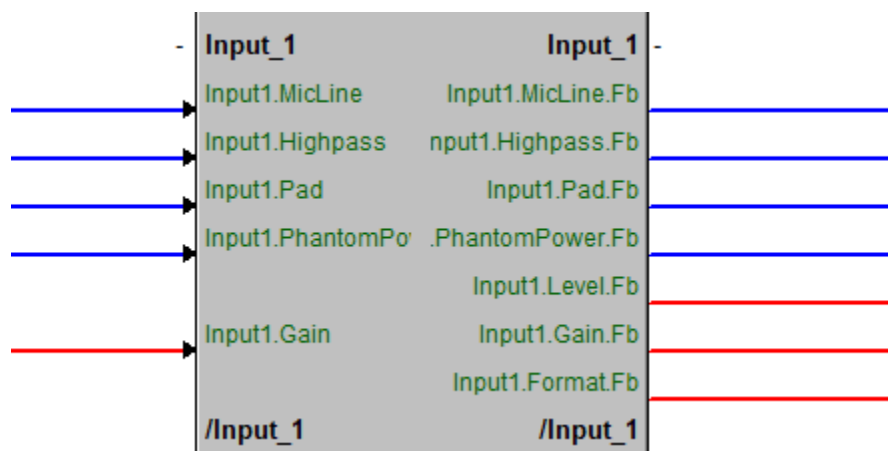 - Input_1 Input_1 -
Input1.MicLine Input1.MicLine.Fb
Input1.Highpass nput1.Highpass.Fb
Input1.Pad Input1.Pad.Fb
Input1.PhantomPo .PhantomPower.Fb
Input1.Level.Fb
Input1.Gain Input1.Gain.Fb
Input1.Format.Fb
/Input_1 /Input_1